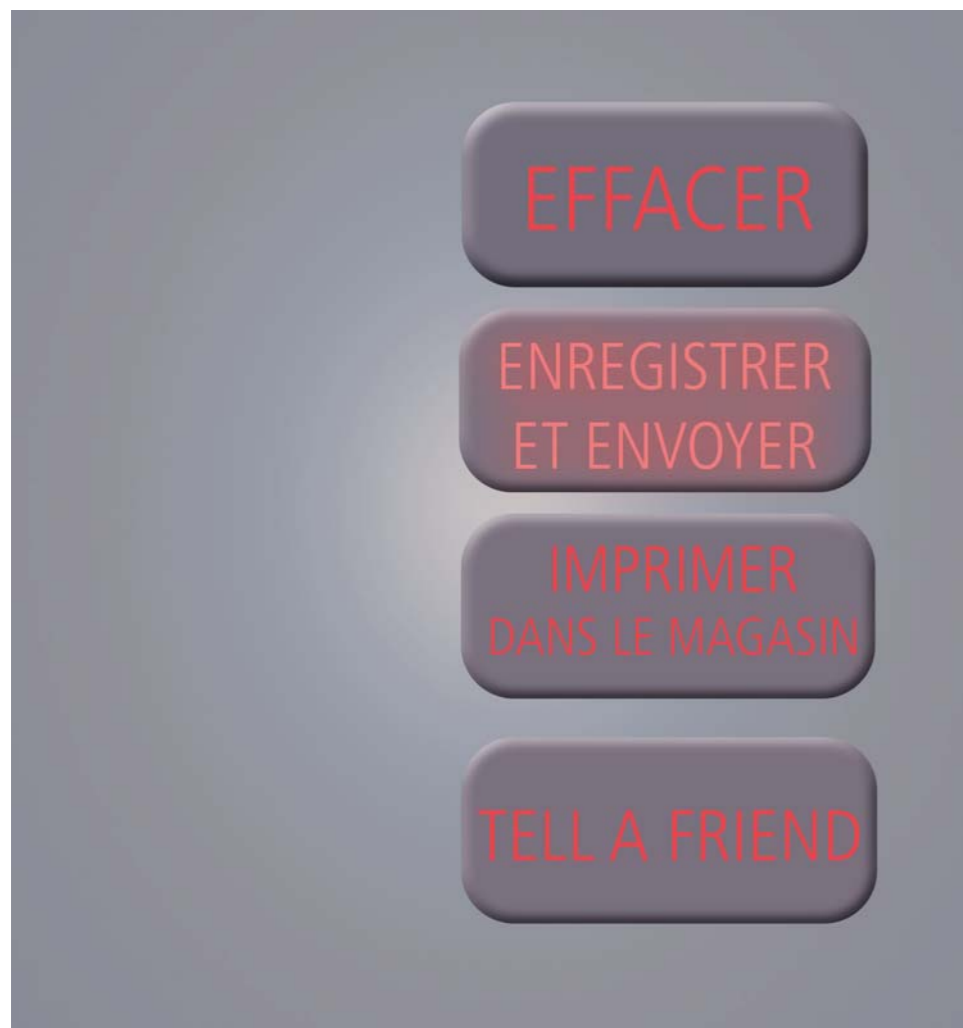 EFFACER
ENREGISTRER
ET ENVOYER
IMPRIMER
DANS LE MAGASIN
TELL A FRIEND